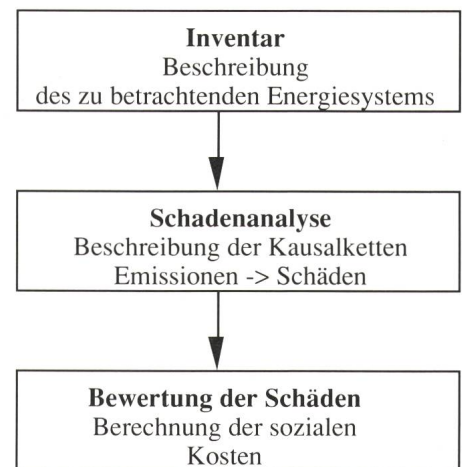 Inventar
Beschreibung
des zu betrachtenden Energiesystems
Schadenanalyse
Beschreibung der Kausalketten
Emissionen -> Schäden
Bewertung der Schäden
Berechnung der sozialen
Kosten